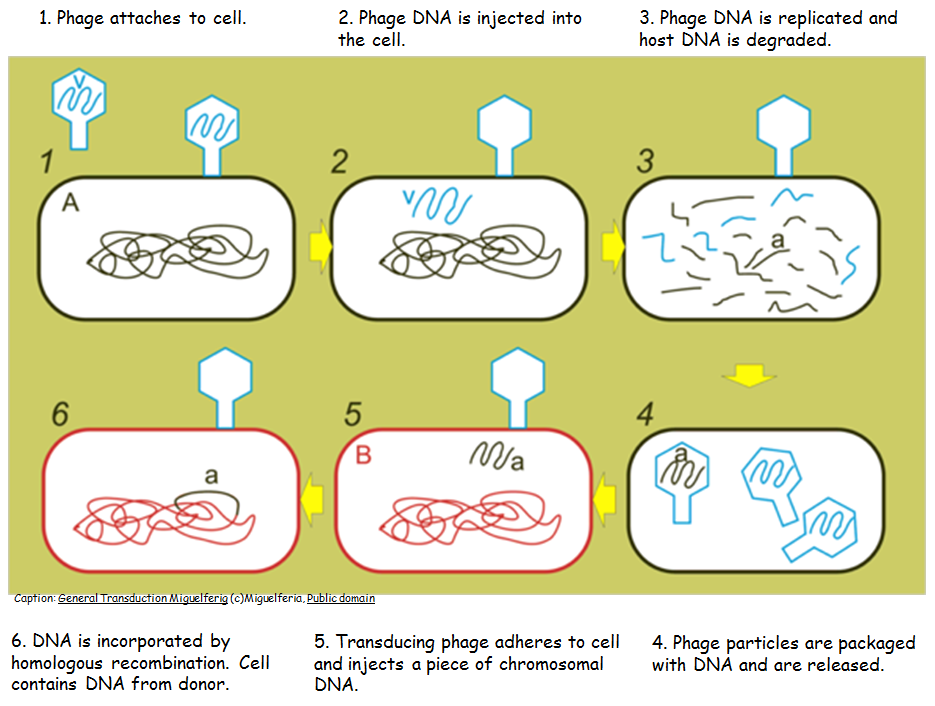 1. Phage attaches to cell.
2. Phage DNA is injected into
the cell.
3. Phage DNA is replicated and
host DNA is degraded.
v
1
A
2
v
3
a
6
a
5
B
a
4
a
Caption: General Transduction Miguelferig (c)Miguelferia, Public domain
6. DNA is incorporated by
homologous recombination. Cell
contains DNA from donor.
5. Transducing phage adheres to cell
and injects a piece of chromosomal
DNA.
4. Phage particles are packaged
with DNA and are released.